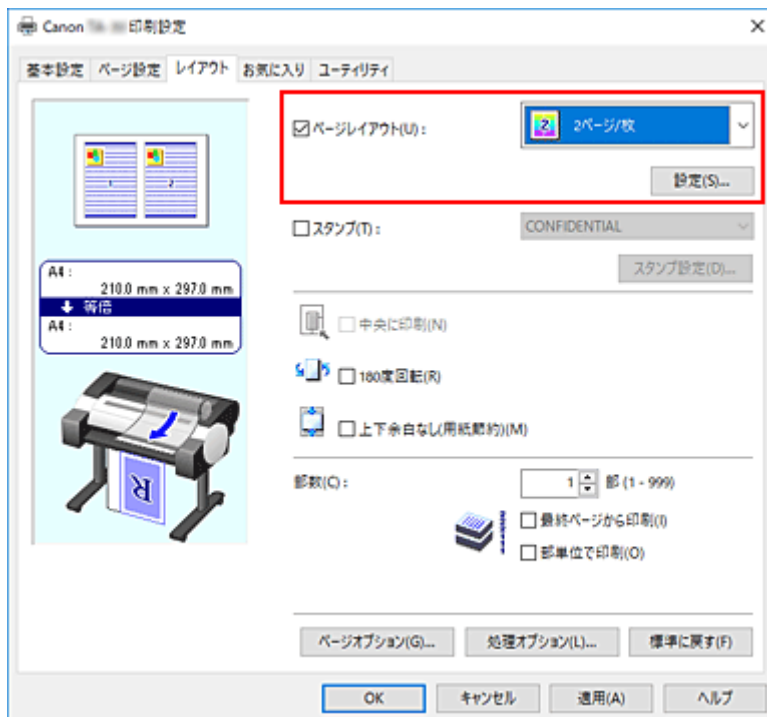 Canon 印刷設定
基本設定 ページ設定 レイアウト お気に入り ユーティリティ
ページレイアウト(U): 2 2ページ/枚
設定(S)...
1 2
スタンプ(T): CONFIDENTIAL
スタンプ設定(D)...
A4:
210.0 mm x 297.0 mm
等倍
A4:
210.0 mm x 297.0 mm
中央に印刷(N)
180度回転(R)
上下余白なし(用紙節約)(M)
R
部数(C): 1 部 (1 - 999)
最終ページから印刷(I)
部単位で印刷(O)
ページオプション(G)... 処理オプション(L)... 標準に戻す(F)
OK キャンセル 適用(A) ヘルプ